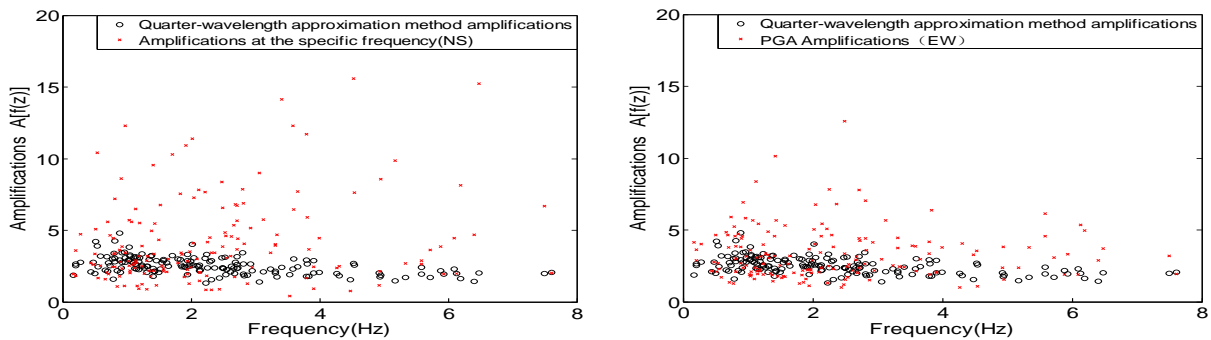 20
15
10
5
0
Amplifications A[f(z)]
Quarter-wavelength approximation method amplifications
Amplifications at the specific frequency(NS)
0 2 4 6 8
Frequency(Hz)
20
15
10
5
0
Amplifications A[f(z)]
Quarter-wavelength approximation method amplifications
PGA Amplifications（EW）
0 2 4 6 8
Frequency(Hz)